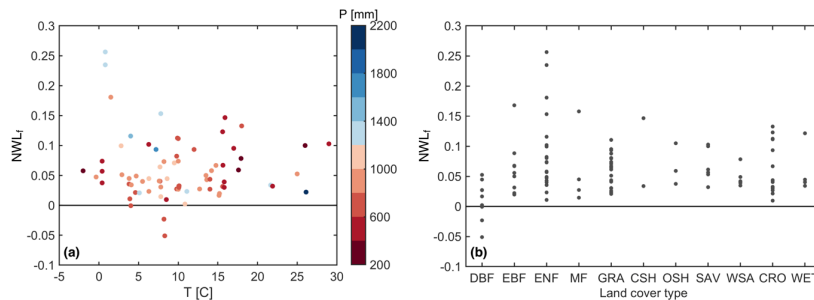 P [mm]
0.3
0.25
0.2
0.15
0.1
0.05
0
-0.05
-0.1
NWLf
(a)
-5 0 5 10 15 20 25 30
T [C]
2200
1800
1400
1000
600
200
0.3
0.25
0.2
0.15
0.1
0.05
0
-0.05
-0.1
NWLf
(b)
DBF EBF ENF MF GRA CSH OSH SAV WSA CRO WET
Land cover type